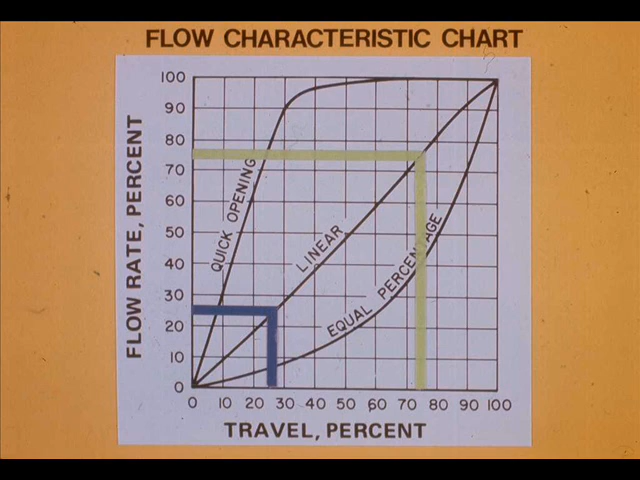 FLOW CHARACTERISTIC CHART
FLOW RATE, PERCENT
100
90
80
70
60
50
40
30
20
10
0
QUICK OPENING
LINEAR
EQUAL PERCENTAGE
0 10 20 30 40 50 60 70 80 90 100
TRAVEL, PERCENT